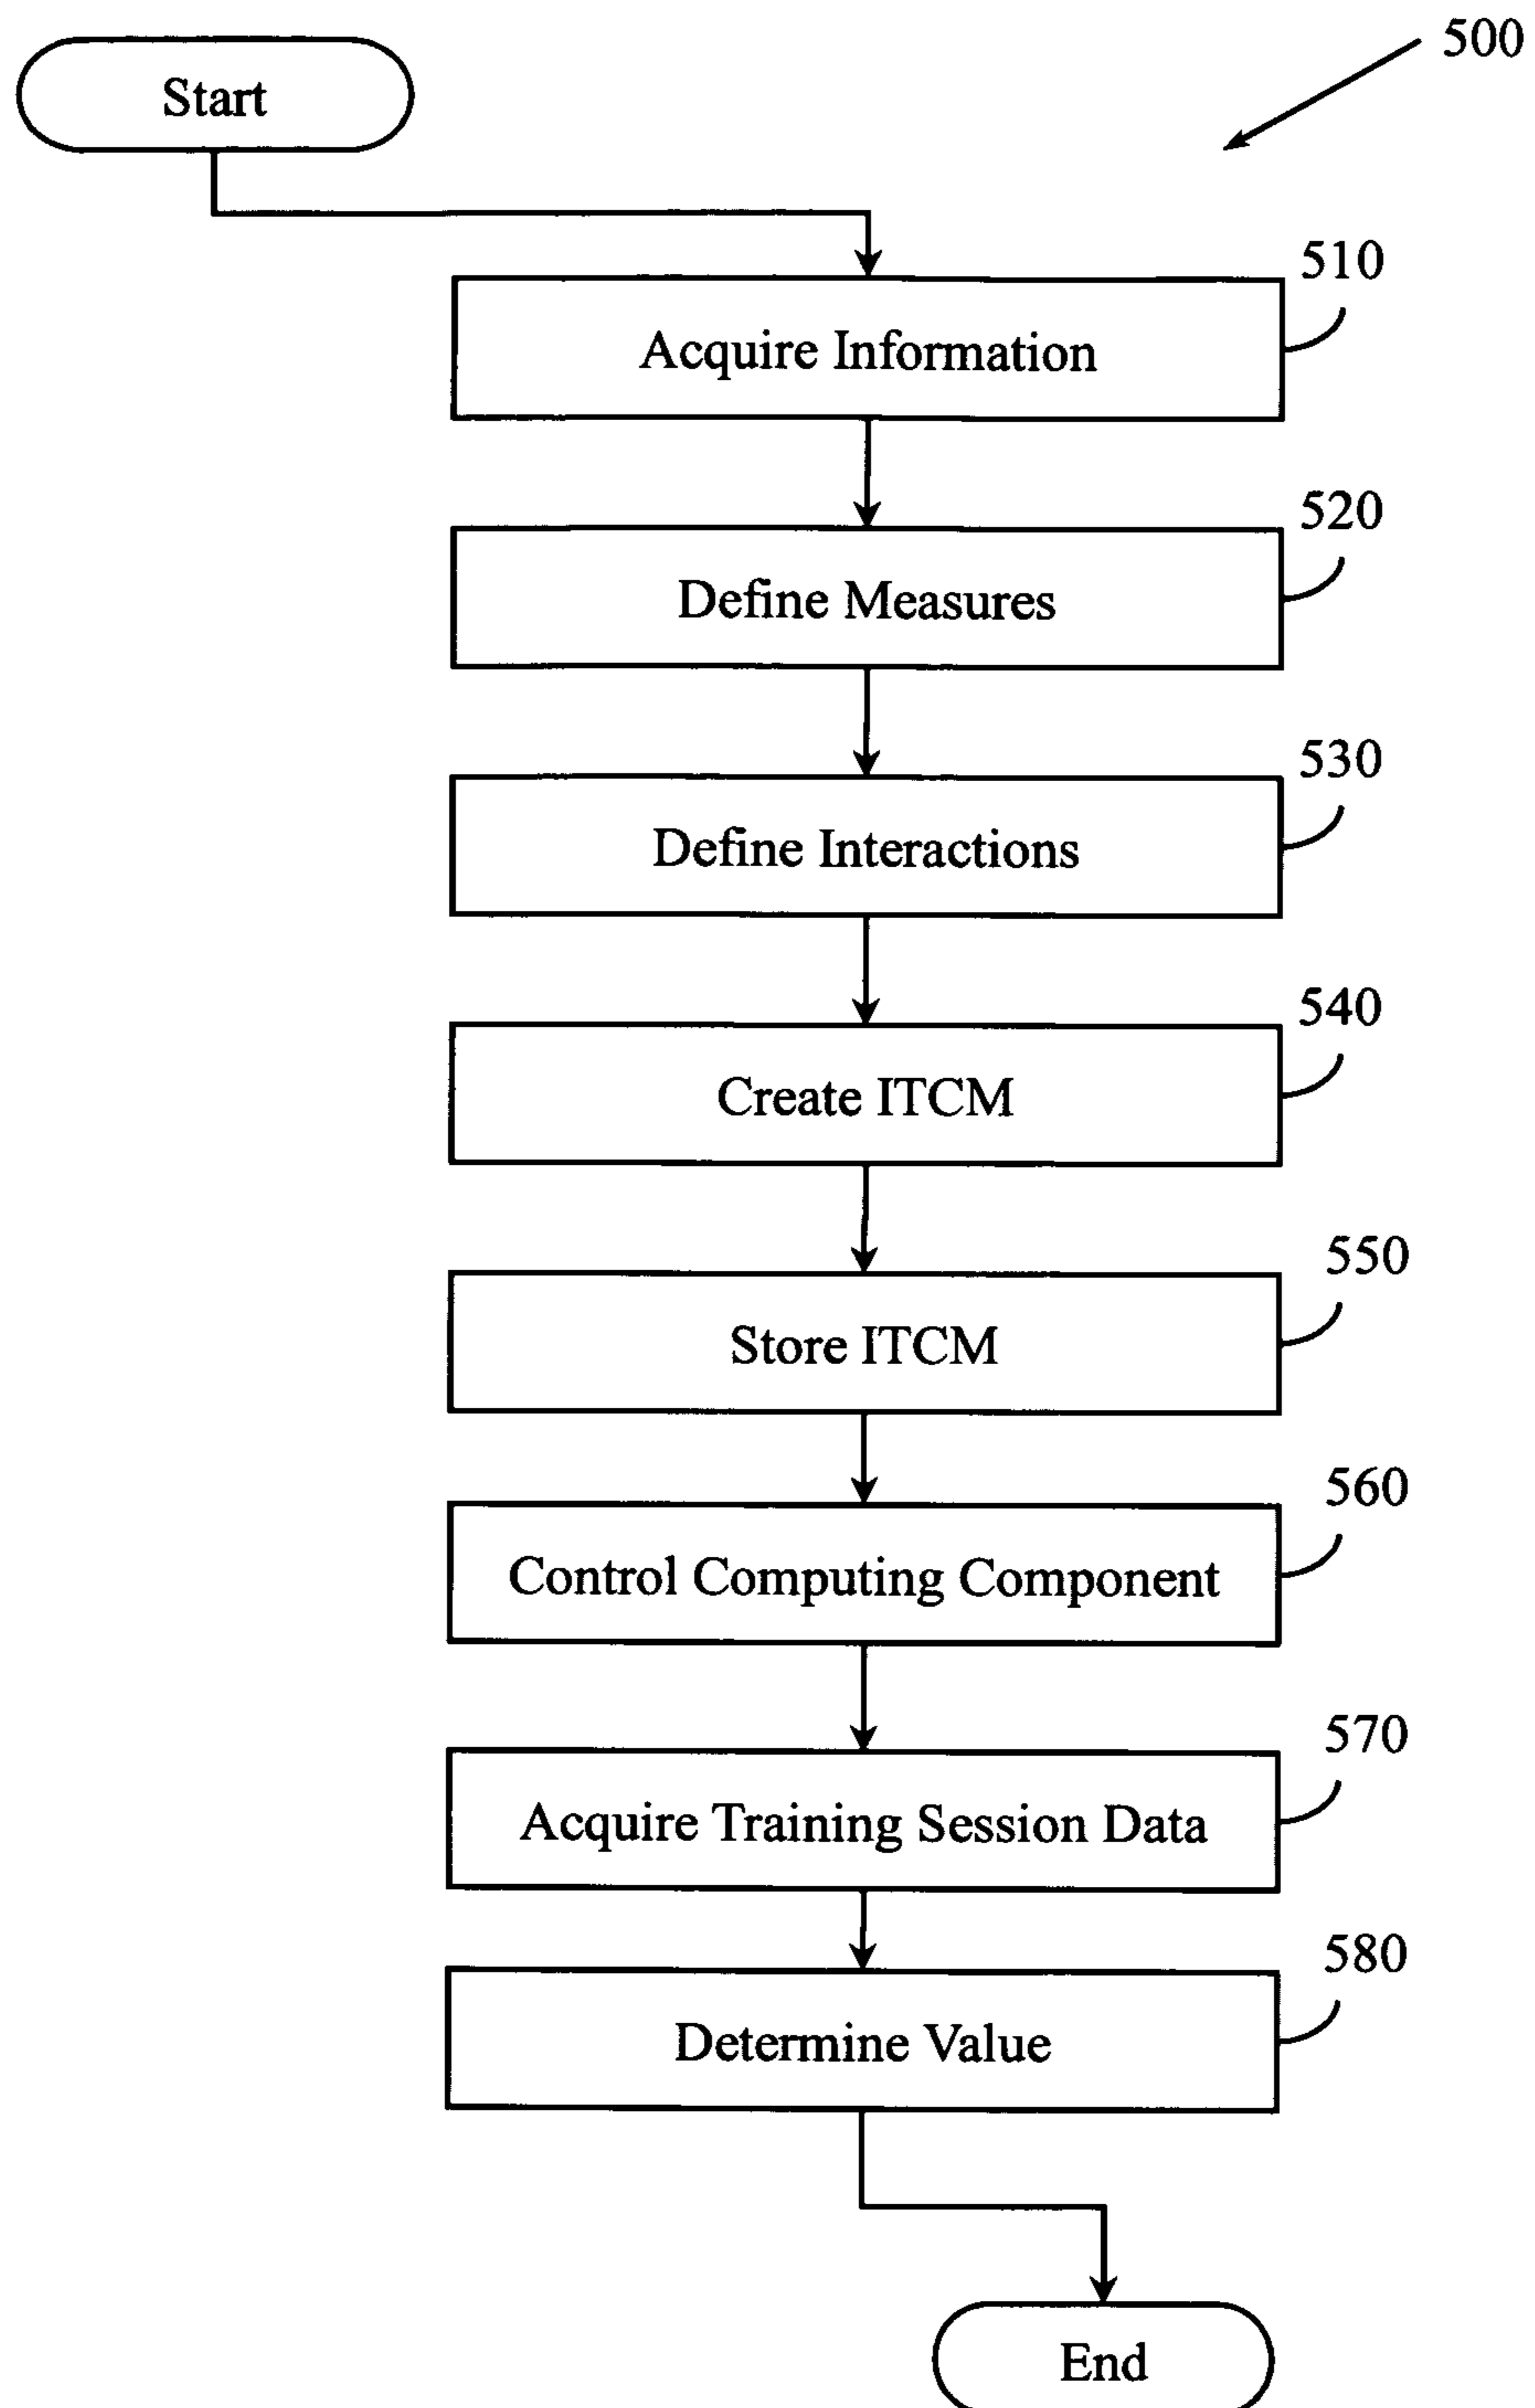 500
Start
510
Acquire Information
520
Define Measures
530
Define Interactions
540
Create ITCM
550
Store ITCM
560
Control Computing Component
570
Acquire Training Session Data
580
Determine Value
End